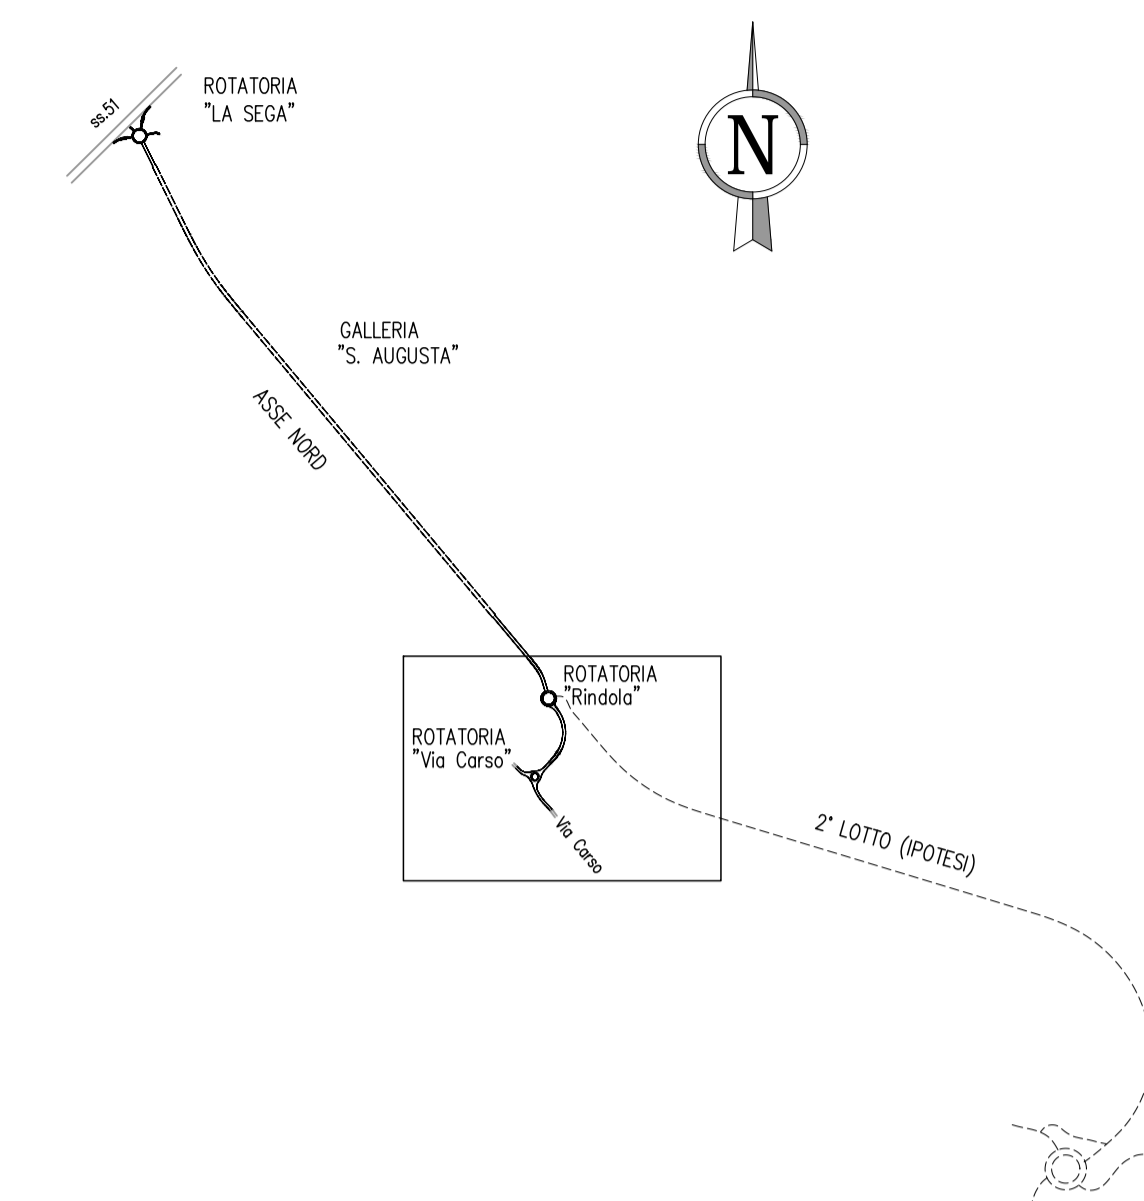 ss.51
ROTATORIA
"LA SEGA"
N
GALLERIA
"S. AUGUSTA"
ASSE NORD
ROTATORIA
"Rindola"
ROTATORIA
"Via Carso"
Via Carso
2° LOTTO (IPOTESI)